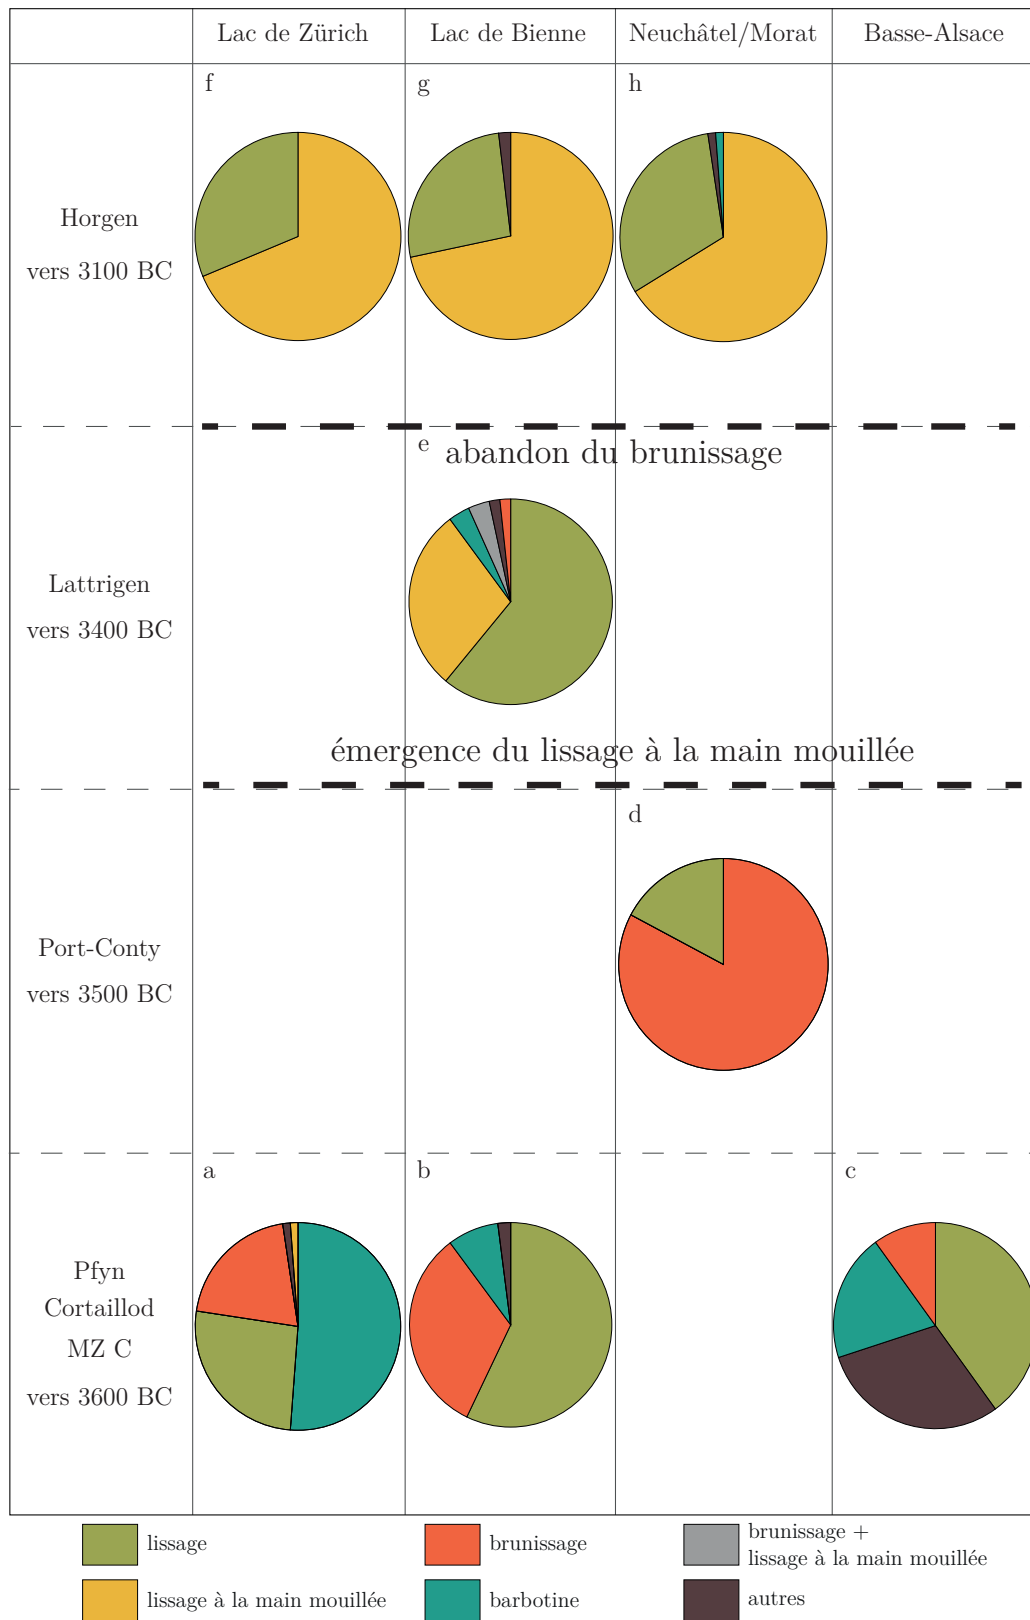 Lac de Zürich
Lac de Bienne
Neuchâtel/Morat
Basse-Alsace
f
g
h
Horgen
vers 3100 BC
e
abandon du brunissage
Lattrigen
vers 3400 BC
émergence du lissage à la main mouillée
d
Port-Conty
vers 3500 BC
a
b
c
Pfyn
Cortaillod
MZ C
vers 3600 BC
lissage
brunissage
brunissage +
lissage à la main mouillée
lissage à la main mouillée
barbotine
autres